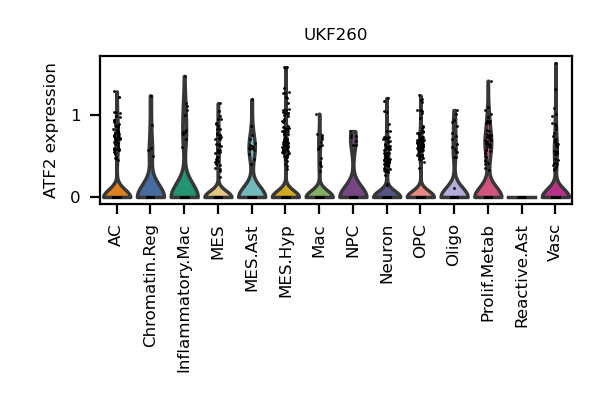 UKF260
ATF2 expression
1
0
AC
Chromatin.Reg
Inflammatory.Mac
MES
MES.Ast
MES.Hyp
Mac
NPC
Neuron
OPC
Oligo
Prolif.Metab
Reactive.Ast
Vasc